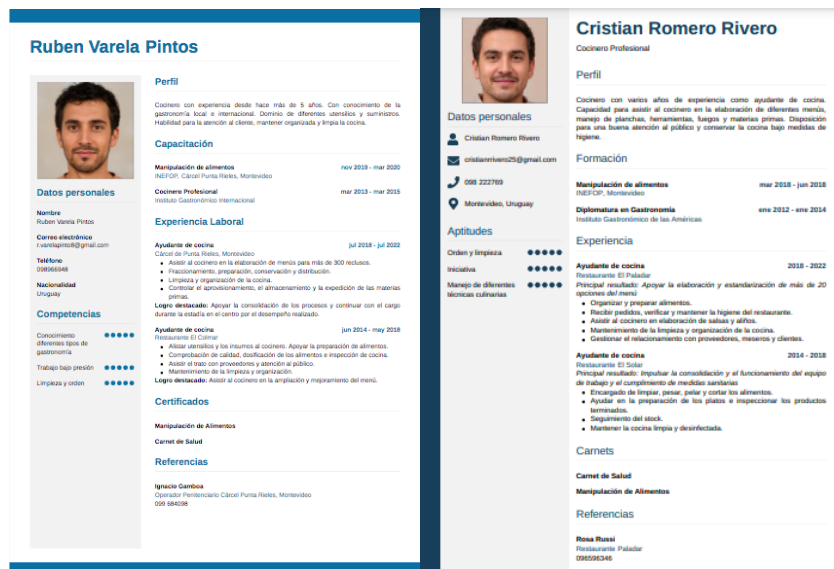 Ruben Varela Pintos
Datos personales
Nombre
Ruben Varela Pintos
Correo electrónico
r.varelapinto8@gmail.com
Teléfono
098966948
Nacionalidad
Uruguay
Competencias
Conocimiento
diferentes tipos de
gastronomía
Trabajo bajo presión
Limpieza y orden
Perfil
Cocinero con experiencia desde hace más de 5 años. Con conocimiento de la
gastronomía local e internacional. Dominio de diferentes utensilios y suministros.
Habilidad para la atención al cliente, mantener organizada y limpia la cocina.
Capacitación
Manipulación de alimentos nov 2019 - mar 2020
INEFOP, Cárcel Punta Rieles, Montevideo
Cocinero Profesional mar 2013 - mar 2015
Instituto Gastronómico Internacional
Experiencia Laboral
Ayudante de cocina jul 2018 - jul 2022
Cárcel de Punta Rieles, Montevideo
Asistir al cocinero en la elaboración de menús para más de 300 reclusos.
Fraccionamiento, preparación, conservación y distribución.
Limpieza y organización de la cocina.
Controlar el aprovisionamiento, el almacenamiento y la expedición de las materias
primas.
Logro destacado: Apoyar la consolidación de los procesos y continuar con el cargo
durante la estadía en el centro por el desempeño realizado.
Ayudante de cocina jun 2014 - may 2018
Restaurante El Colmar
Alistar utensilios y los insumos al cocinero. Apoyar la preparación de alimentos.
Comprobación de calidad, dosificación de los alimentos e inspección de cocina.
Asistir el trato con proveedores y atención al público.
Mantenimiento de la limpieza y organización.
Logro destacado: Asistir al cocinero en la ampliación y mejoramiento del menú.
Certificados
Manipulación de Alimentos
Carnet de Salud
Referencias
Ignacio Gamboa
Operador Penitenciario Cárcel Punta Rieles, Montevideo
099 684098
Cristian Romero Rivero
Cocinero Profesional
Datos personales
Cristian Romero Rivero
cristianrrivero25@gmail.com
098 222769
Montevideo, Uruguay
Aptitudes
Orden y limpieza
Iniciativa
Manejo de diferentes
técnicas culinarias
Perfil
Cocinero con varios años de experiencia como ayudante de cocina.
Capacidad para asistir al cocinero en la elaboración de diferentes menús,
manejo de planchas, herramientas, fuegos y materias primas. Disposición
para una buena atención al público y conservar la cocina bajo medidas de
higiene.
Formación
Manipulación de alimentos mar 2018 - jun 2018
INEFOP, Montevideo
Diplomatura en Gastronomía ene 2012 - ene 2014
Instituto Gastronómico de las Américas
Experiencia
Ayudante de cocina 2018 - 2022
Restaurante El Paladar
Principal resultado: Apoyar la elaboración y estandarización de más de 20
opciones del menú
Organizar y preparar alimentos.
Recibir pedidos, verificar y mantener la higiene del restaurante.
Asistir al cocinero en elaboración de salsas y aliños.
Mantenimiento de la limpieza y organización de la cocina.
Gestionar el relacionamiento con proveedores, meseros y clientes.
Ayudante de cocina 2014 - 2018
Restaurante El Solar
Principal resultado: Impulsar la consolidación y el funcionamiento del equipo
de trabajo y el cumplimiento de medidas sanitarias
Encargado de limpiar, pesar, pelar y cortar los alimentos.
Ayudar en la preparación de los platos e inspeccionar los productos
terminados.
Seguimiento del stock.
Mantener la cocina limpia y desinfectada.
Carnets
Carnet de Salud
Manipulación de Alimentos
Referencias
Rosa Russi
Restaurante Paladar
096596346